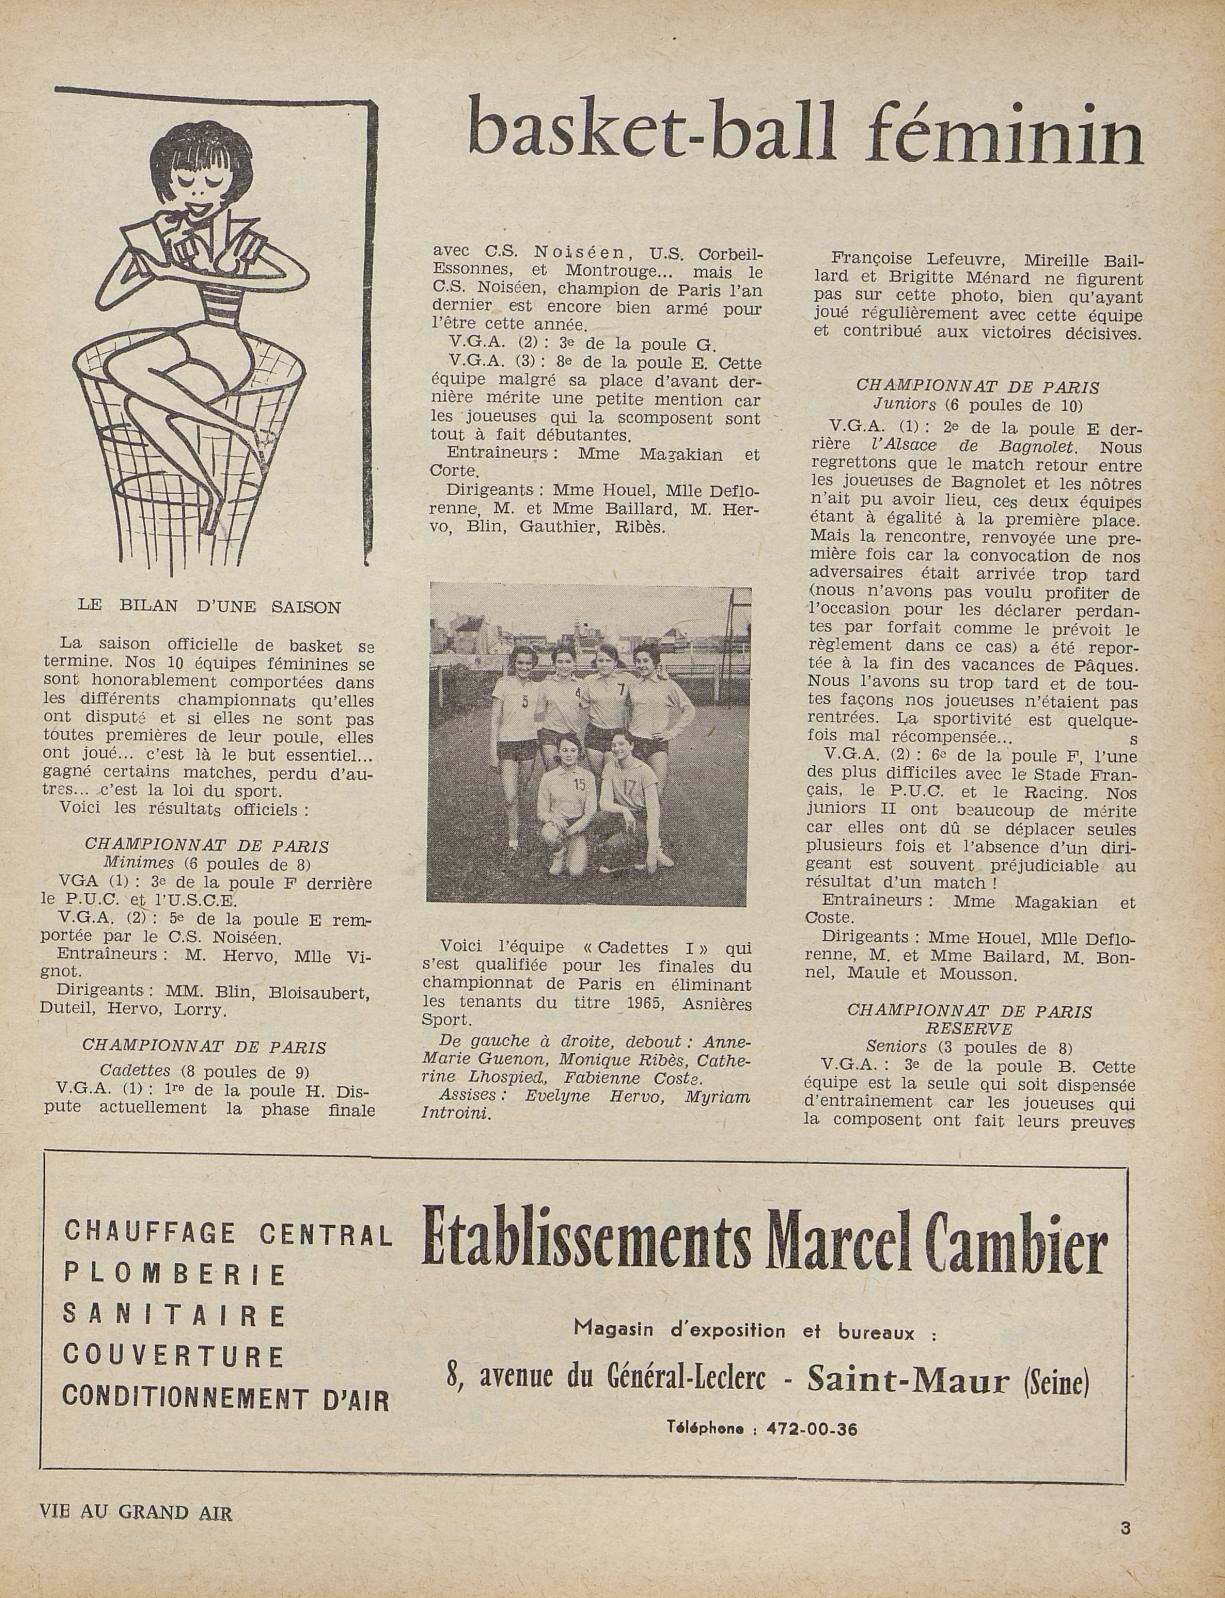 basket-ball féminin
LE BILAN D'UNE SAISON
La saison officielle de basket se
termine. Nos 10 équipes féminines se
sont honorablement comportées dans
les différents championnats qu'elles
ont disputé et si elles ne sont pas
toutes premières de leur poule, elles
ont joué... c'est là le but essentiel...
gagné certains matches, perdu d'au-
tres... c'est la loi du sport.
Voici les résultats officiels :
CHAMPIONNAT DE PARIS
Minimes (6 poules de 8)
VGA (1) : 3e de la poule F derrière
le P.U.C. et l'U.S.C.E.
V.G.A. (2) : 5e de la poule E rem-
portée par le C.S. Noiséen.
Entraîneurs : M. Hervo, Mlle Vi-
gnot.
Dirigeants : MM. Blin, Bloisaubert,
Duteil, Hervo, Lorry.
CHAMPIONNAT DE PARIS
Cadettes (8 poules de 9)
V.G.A. (1) : 1re de la poule H. Dis-
pute actuellement la phase finale
avec C.S. Noiséen, U.S. Corbeil-
Essonnes, et Montrouge... mais le
C.S. Noiséen, champion de Paris l'an
dernier est encore bien armé pour
l'être cette année.
V.G.A. (2) : 3e de la poule G.
V.G.A. (3) : 8e de la poule E. Cette
équipe malgré sa place d'avant der-
nière mérite une petite mention car
les joueuses qui la scomposent sont
tout à fait débutantes.
Entraîneurs : Mme Magakian et
Corte.
Dirigeants : Mme Houel, Mlle Deflo-
renne, M. et Mme Baillard, M. Her-
vo, Blin, Gauthier, Ribès.
5
4
7
15
17
Voici l'équipe « Cadettes I » qui
s'est qualifiée pour les finales du
championnat de Paris en éliminant
les tenants du titre 1965, Asnières
Sport.
De gauche à droite, debout : Anne-
Marie Guenon, Monique Ribès, Cathe-
rine Lhospied, Fabienne Coste.
Assises : Evelyne Hervo, Myriam
Introini.
Françoise Lefeuvre, Mireille Bail-
lard et Brigitte Ménard ne figurent
pas sur cette photo, bien qu'ayant
joué régulièrement avec cette équipe
et contribué aux victoires décisives.
CHAMPIONNAT DE PARIS
Juniors (6 poules de 10)
V.G.A. (1) : 2e de la poule E der-
rière l'Alsace de Bagnolet. Nous
regrettons que le match retour entre
les joueuses de Bagnolet et les nôtres
n'ait pu avoir lieu, ces deux équipes
étant à égalité à la première place.
Mais la rencontre, renvoyée une pre-
mière fois car la convocation de nos
adversaires était arrivée trop tard
(nous n'avons pas voulu profiter de
l'occasion pour les déclarer perdan-
tes par forfait comme le prévoit le
règlement dans ce cas) a été repor-
tée à la fin des vacances de Pâques.
Nous l'avons su trop tard et de tou-
tes façons nos joueuses n'étaient pas
rentrées. La sportivité est quelque-
fois mal récompensée... s
V.G.A. (2) : 6e de la poule F, l'une
des plus difficiles avec le Stade Fran-
çais, le P.U.C. et le Racing. Nos
juniors II ont beaucoup de mérite
car elles ont dû se déplacer seules
plusieurs fois et l'absence d'un diri-
geant est souvent préjudiciable au
résultat d'un match !
Entraîneurs : Mme Magakian et
Coste.
Dirigeants : Mme Houel, Mlle Deflo-
renne, M. et Mme Bailard, M. Bon-
nel, Maule et Mousson.
CHAMPIONNAT DE PARIS
RESERVE
Seniors (3 poules de 8)
V.G.A. : 3e de la poule B. Cette
équipe est la seule qui soit dispensée
d'entraînement car les joueuses qui
la composent ont fait leurs preuves
CHAUFFAGE CENTRAL
PLOMBERIE
SANITAIRE
COUVERTURE
CONDITIONNEMENT D'AIR
Etablissements Marcel Cambier
Magasin d'exposition et bureaux :
8, avenue du Général-Leclerc - Saint-Maur (Seine)
Téléphone : 472-00-36
VIE AU GRAND AIR
3